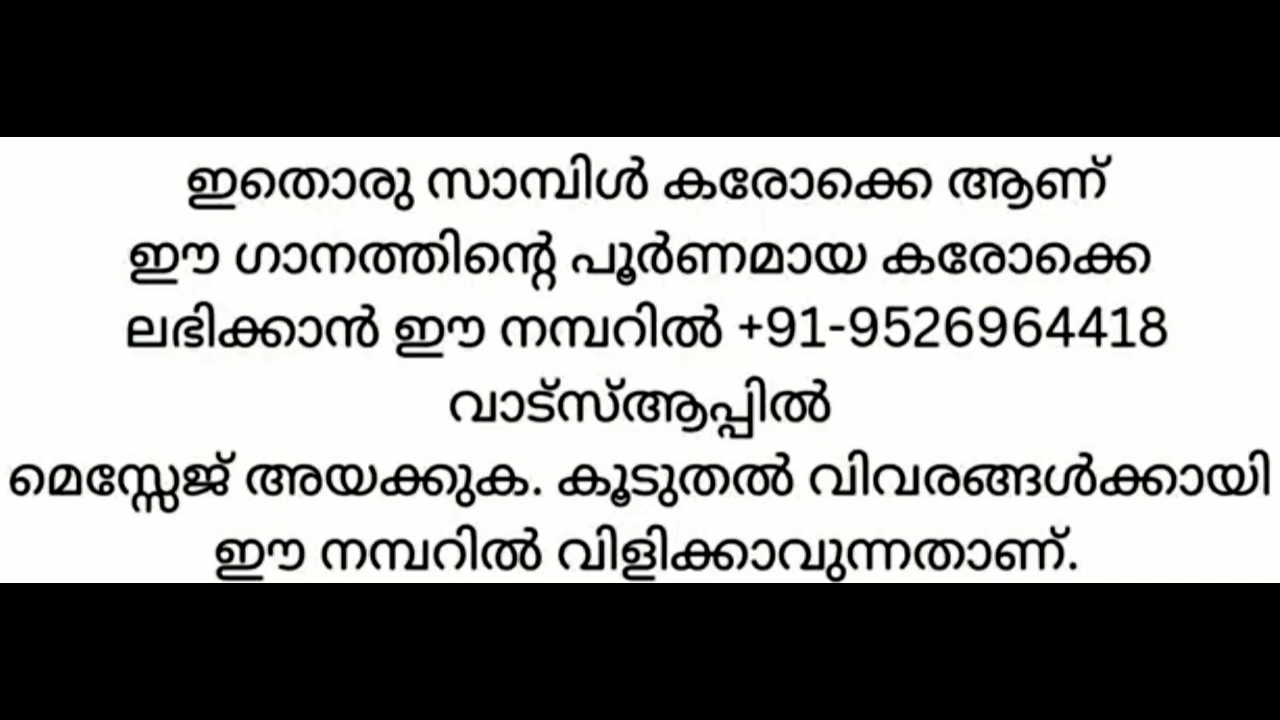 ഇതൊരു സാമ്പിൾ കരോക്കെ ആണ്
ഈ ഗാനത്തിന്റെ പൂർണമായ കരോക്കെ
ലഭിക്കാൻ ഈ നമ്പറിൽ +91-9526964418
വാട്സ്ആപ്പിൽ
മെസ്സേജ് അയക്കുക. കൂടുതൽ വിവരങ്ങൾക്കായി
ഈ നമ്പറിൽ വിളിക്കാവുന്നതാണ്.